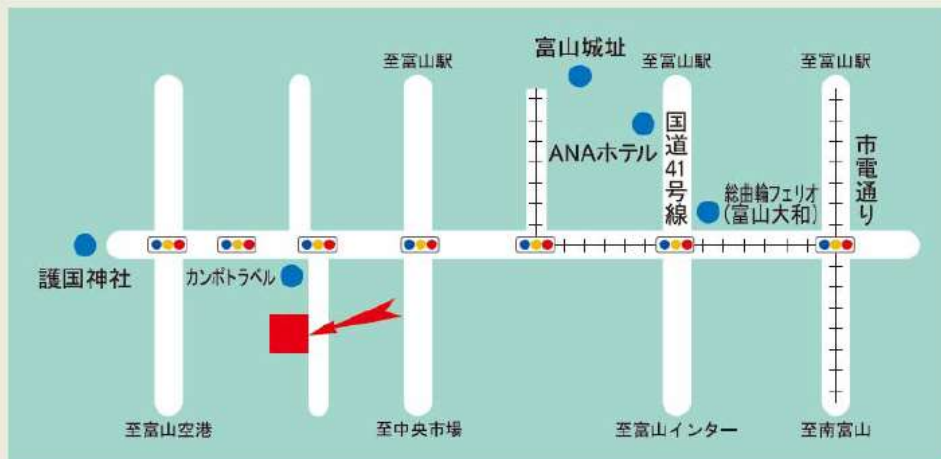 富山城址
至富山駅
至富山駅
至富山駅
ANAホテル
国道41号線
総曲輪フェリオ
(富山大和)
市電通り
護国神社
カンポトラベル
至富山空港
至中央市場
至富山インター
至南富山